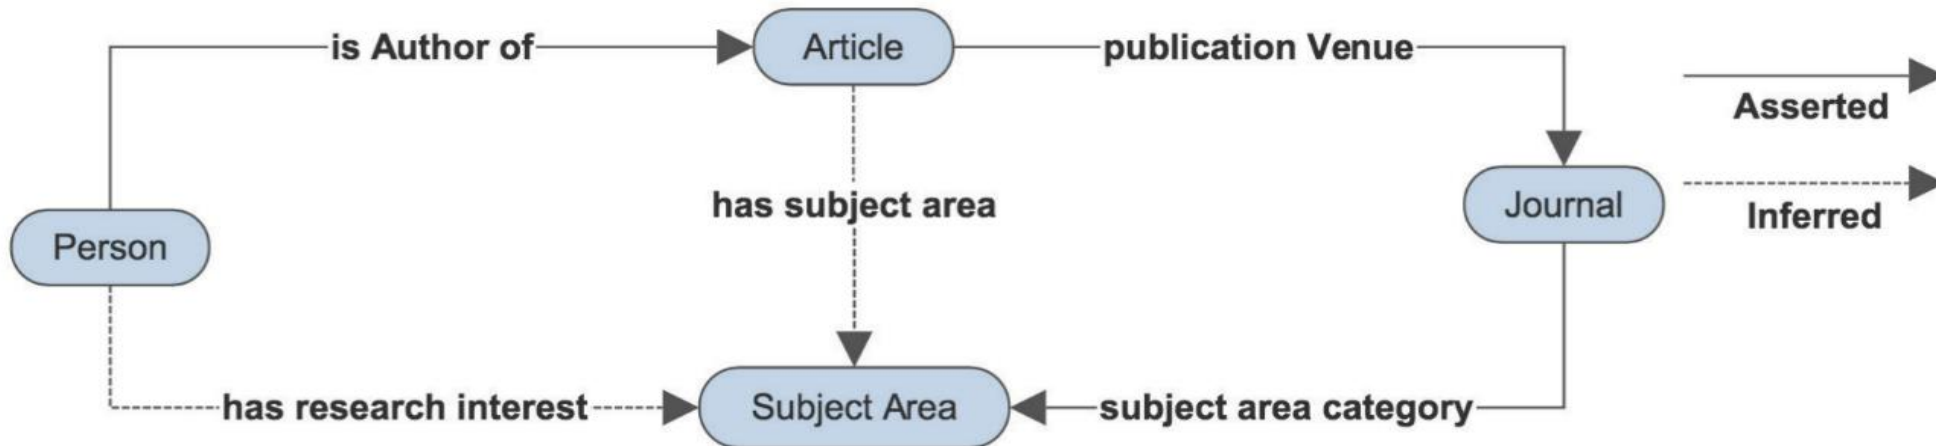 is Author of
Article
publication Venue
Asserted
has subject area
Journal
Inferred
Person
has research interest
Subject Area
subject area category